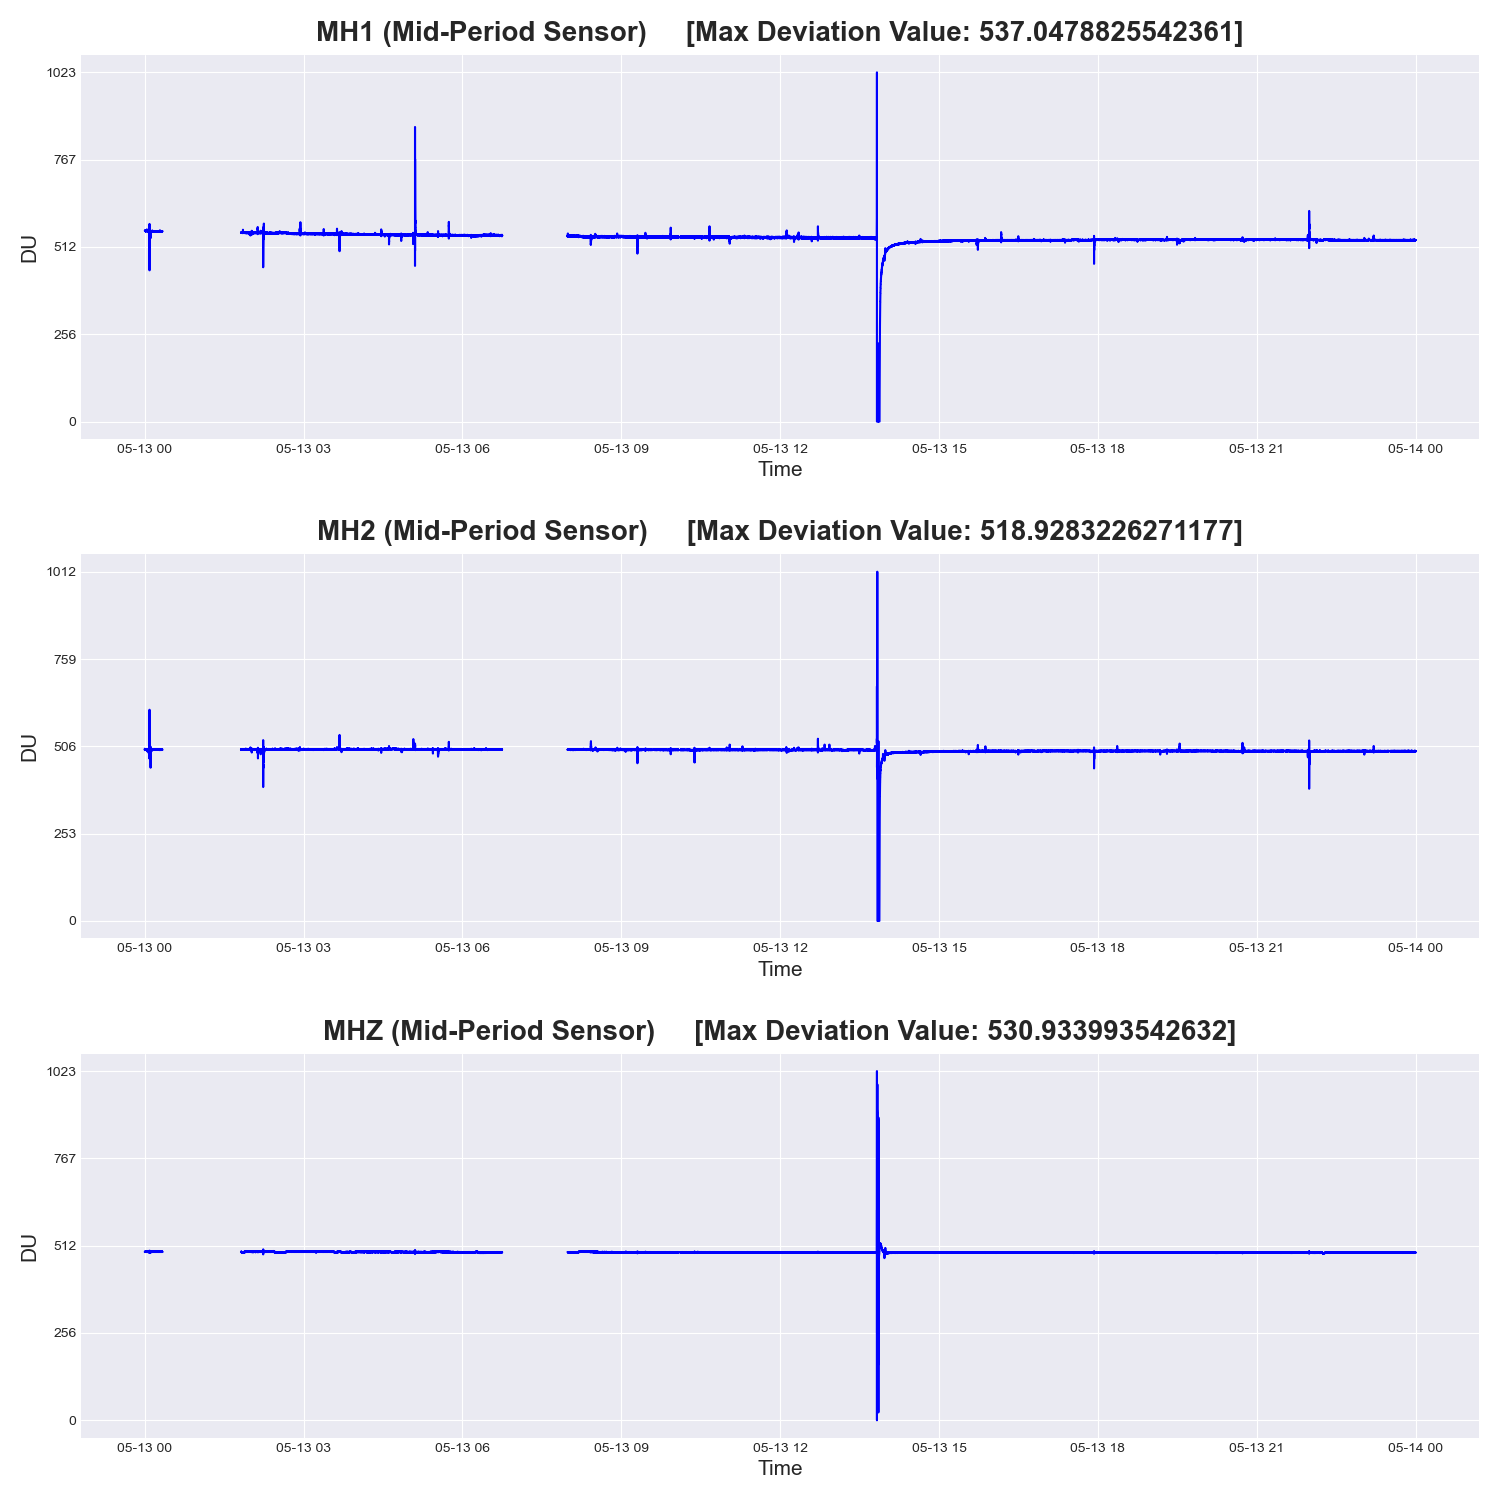 MH1 (Mid-Period Sensor)     [Max Deviation Value: 537.0478825542361]
1023
767
512
256
0
DU
05-13 00 05-13 03 05-13 06 05-13 09 05-13 12 05-13 15 05-13 18 05-13 21 05-14 00
Time
MH2 (Mid-Period Sensor)     [Max Deviation Value: 518.9283226271177]
1012
759
506
253
0
DU
05-13 00 05-13 03 05-13 06 05-13 09 05-13 12 05-13 15 05-13 18 05-13 21 05-14 00
Time
MHZ (Mid-Period Sensor)     [Max Deviation Value: 530.933993542632]
1023
767
512
256
0
DU
05-13 00 05-13 03 05-13 06 05-13 09 05-13 12 05-13 15 05-13 18 05-13 21 05-14 00
Time